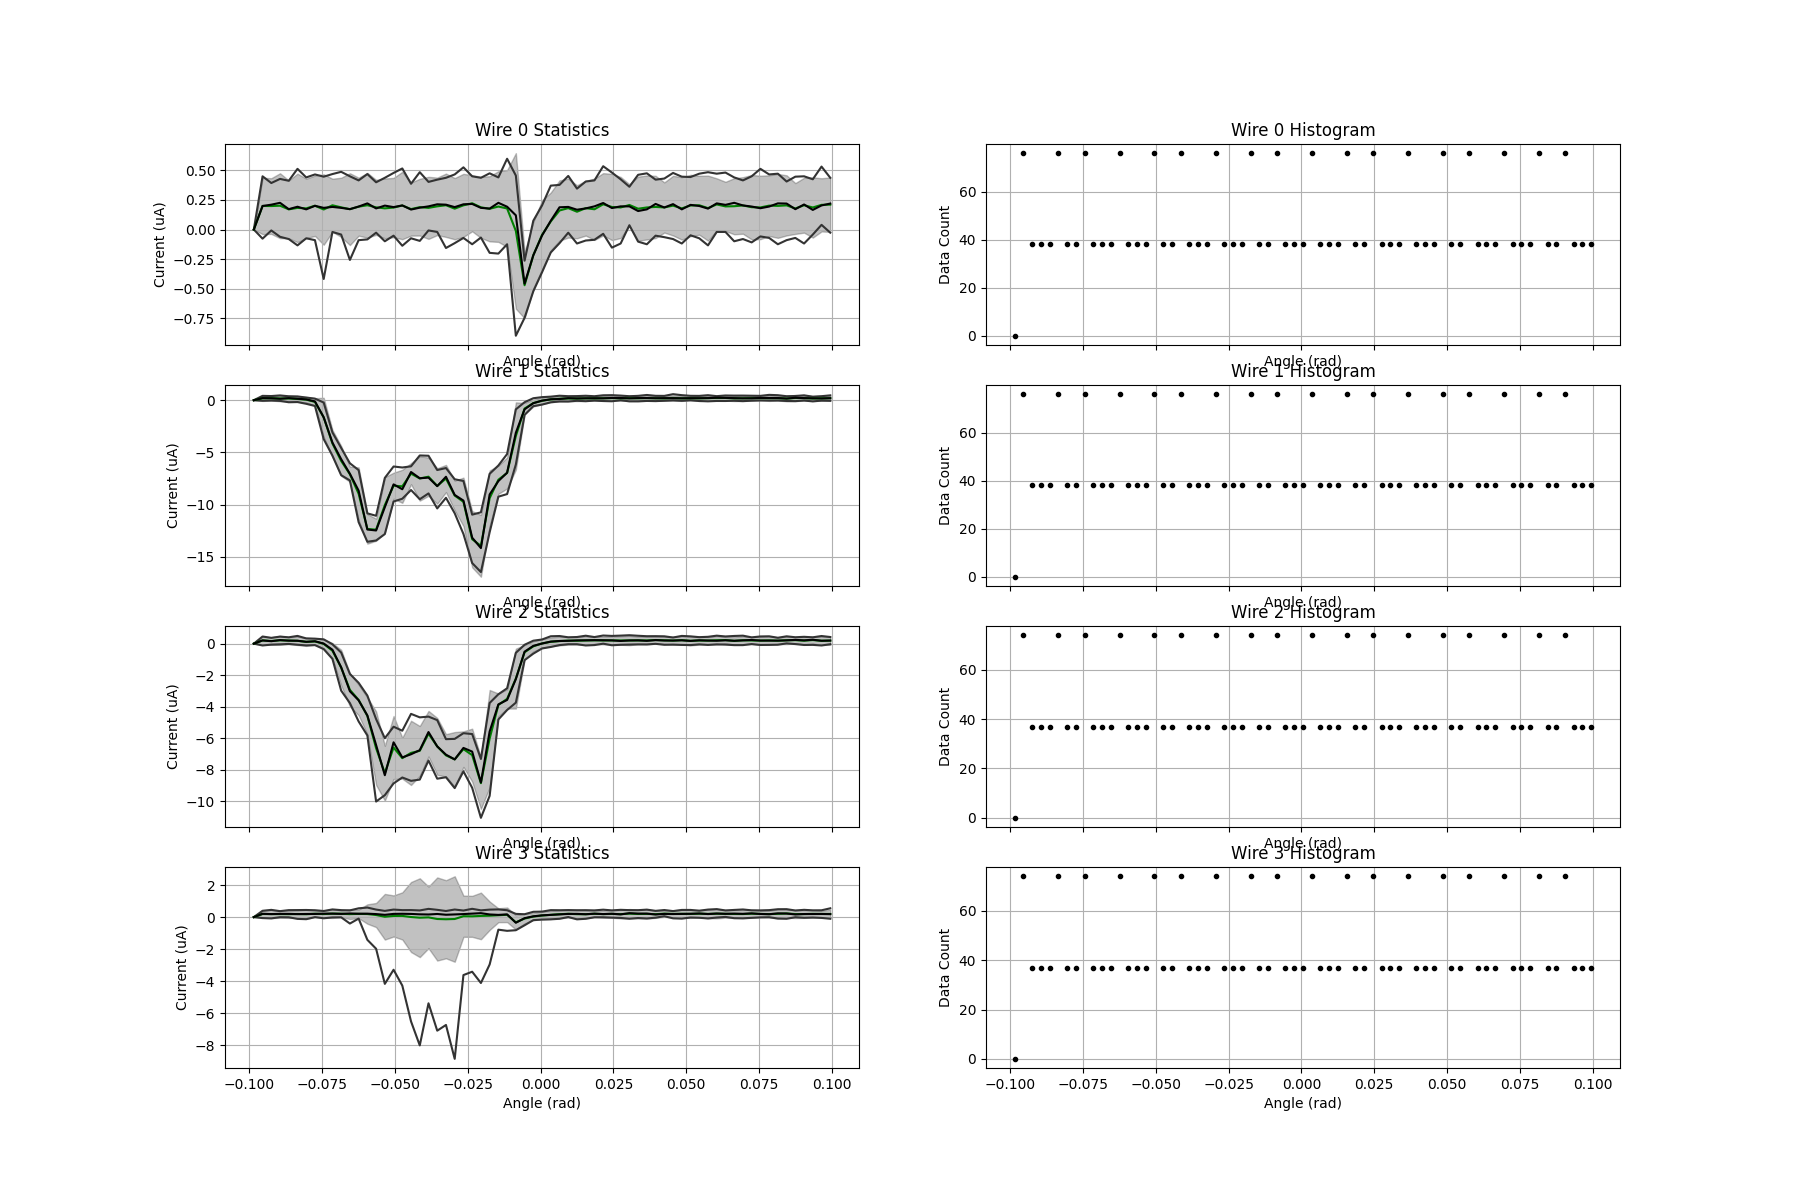 Wire 0 Statistics
Current (uA)
0.50
0.25
0.00
−0.25
−0.50
−0.75
Angle (rad)
Wire 0 Histogram
Data Count
60
40
20
0
Angle (rad)
Wire 1 Statistics
Current (uA)
0
−5
−10
−15
Angle (rad)
Wire 1 Histogram
Data Count
60
40
20
0
Angle (rad)
Wire 2 Statistics
Current (uA)
0
−2
−4
−6
−8
−10
Angle (rad)
Wire 2 Histogram
Data Count
60
40
20
0
Angle (rad)
Wire 3 Statistics
Current (uA)
2
0
−2
−4
−6
−8
−0.100 −0.075 −0.050 −0.025 0.000 0.025 0.050 0.075 0.100
Angle (rad)
Wire 3 Histogram
Data Count
60
40
20
0
−0.100 −0.075 −0.050 −0.025 0.000 0.025 0.050 0.075 0.100
Angle (rad)